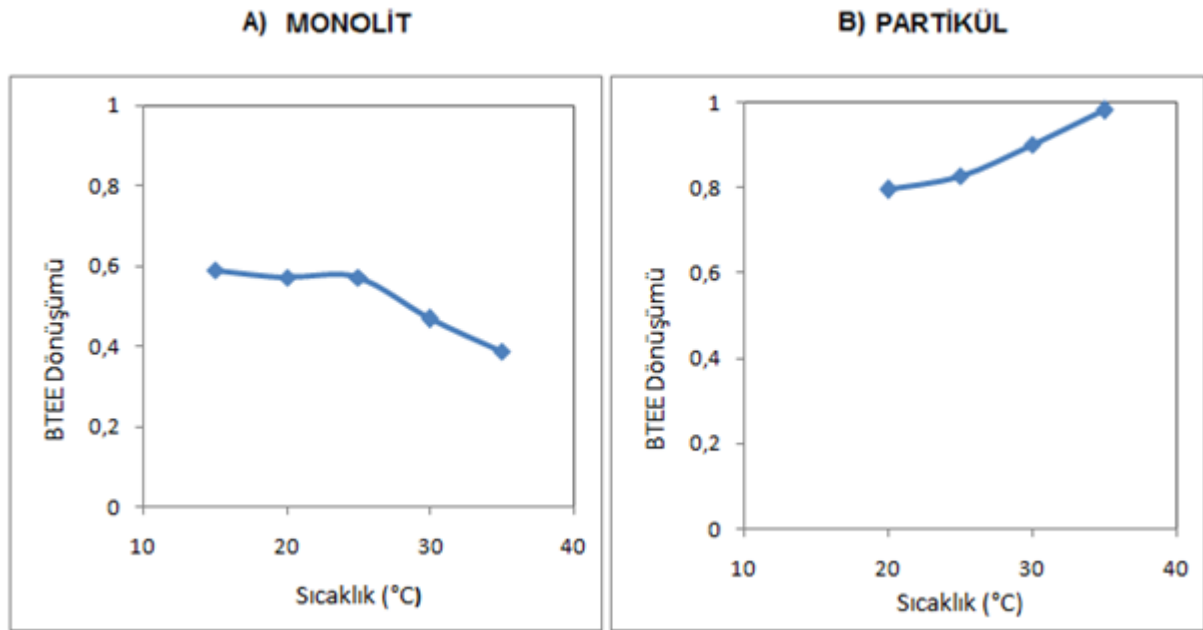 A) MONOLİT
1
0,8
0,6
0,4
0,2
0
10 20 30 40
BTEE Dönüşümü
Sıcaklık (°C)
B) PARTİKÜL
1
0,8
0,6
0,4
0,2
0
10 20 30 40
BTEE Dönüşümü
Sıcaklık (°C)